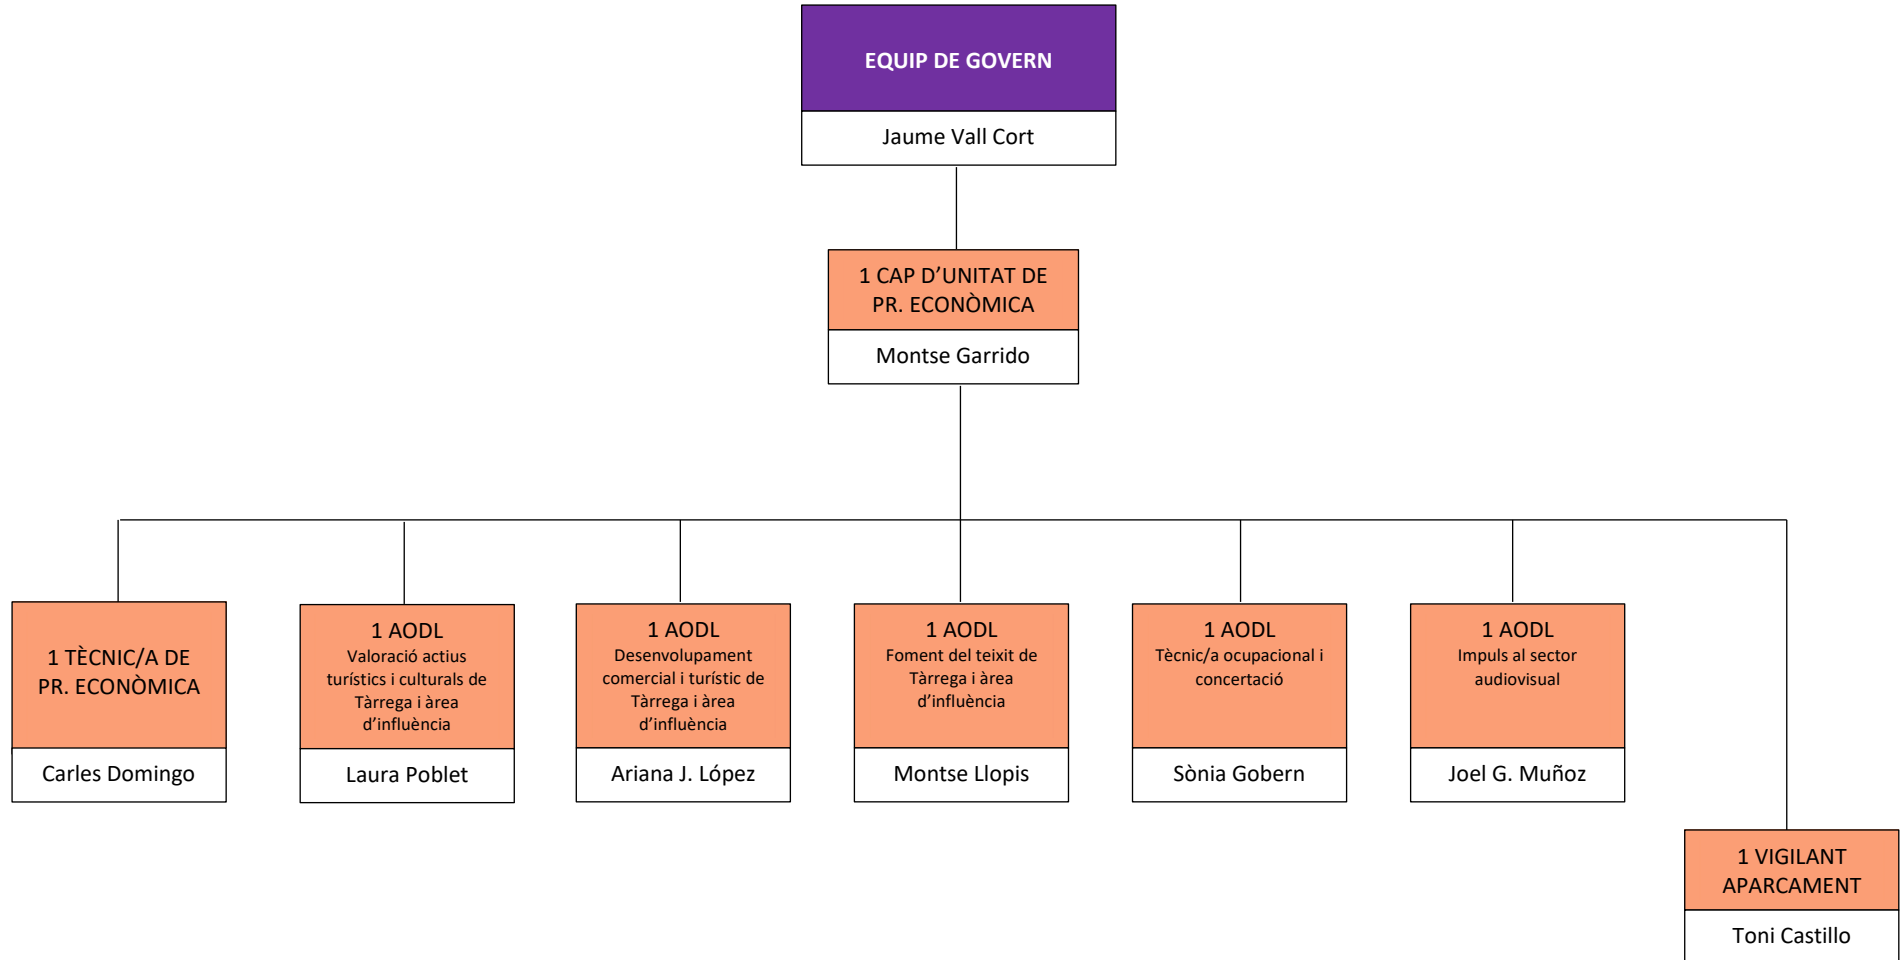 EQUIP DE GOVERN
Jaume Vall Cort
1 CAP D’UNITAT DE
PR. ECONÒMICA
Montse Garrido
1 TÈCNIC/A DE
PR. ECONÒMICA
Carles Domingo
1 AODL
Valoració actius
turístics i culturals de
Tàrrega i àrea
d’influència
Laura Poblet
1 AODL
Desenvolupament
comercial i turístic de
Tàrrega i àrea
d’influència
Ariana J. López
1 AODL
Foment del teixit de
Tàrrega i àrea
d’influència
Montse Llopis
1 AODL
Tècnic/a ocupacional i
concertació
Sònia Gobern
1 AODL
Impuls al sector
audiovisual
Joel G. Muñoz
1 VIGILANT
APARCAMENT
Toni Castillo